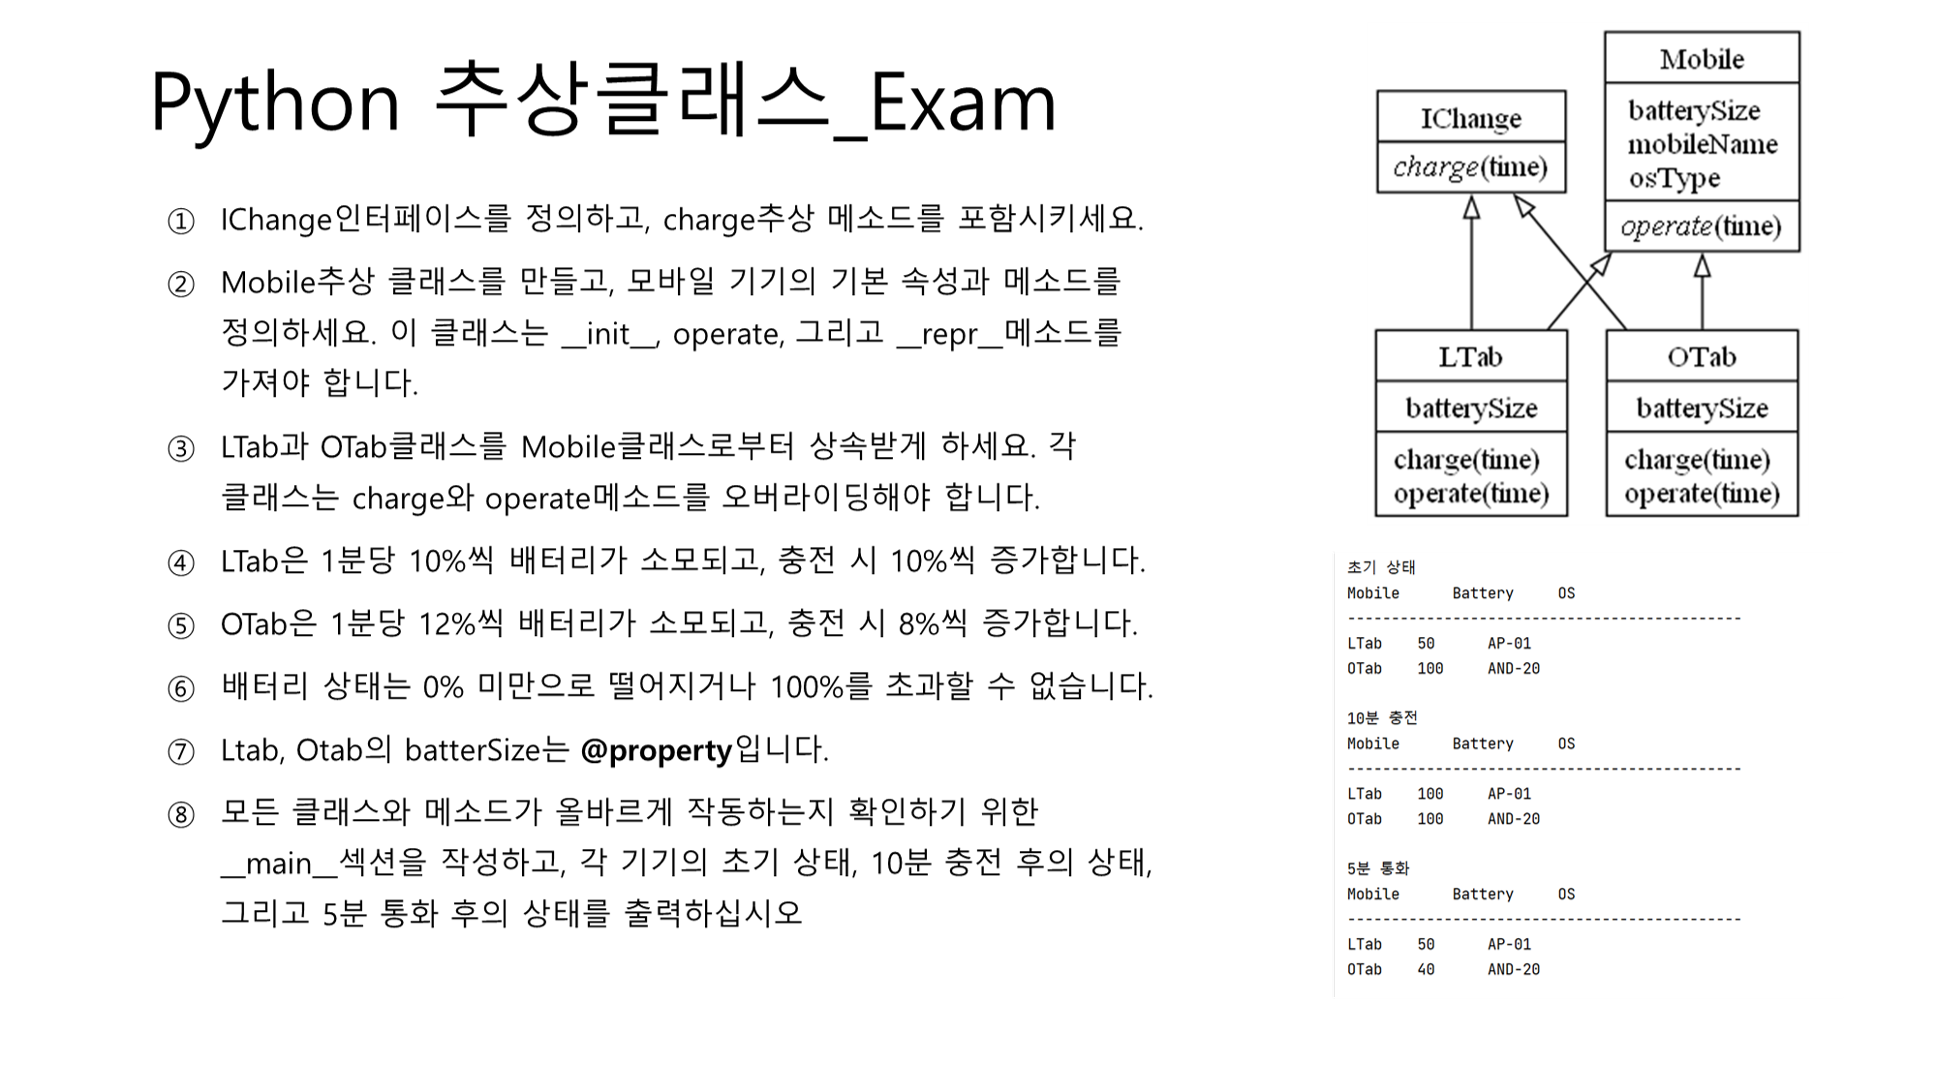 Python 추상클래스_Exam
① IChange인터페이스를 정의하고, charge추상 메소드를 포함시키세요.
② Mobile추상 클래스를 만들고, 모바일 기기의 기본 속성과 메소드를
정의하세요. 이 클래스는 __init__, operate, 그리고 __repr__메소드를
가져야 합니다.
③ LTab과 OTab클래스를 Mobile클래스로부터 상속받게 하세요. 각
클래스는 charge와 operate메소드를 오버라이딩해야 합니다.
④ LTab은 1분당 10%씩 배터리가 소모되고, 충전 시 10%씩 증가합니다.
⑤ OTab은 1분당 12%씩 배터리가 소모되고, 충전 시 8%씩 증가합니다.
⑥ 배터리 상태는 0% 미만으로 떨어지거나 100%를 초과할 수 없습니다.
⑦ Ltab, Otab의 batterSize는 @property입니다.
⑧ 모든 클래스와 메소드가 올바르게 작동하는지 확인하기 위한
__main__섹션을 작성하고, 각 기기의 초기 상태, 10분 충전 후의 상태,
그리고 5분 통화 후의 상태를 출력하십시오
IChange
charge(time)
Mobile
batterySize
mobileName
osType
operate(time)
LTab
batterySize
charge(time)
operate(time)
OTab
batterySize
charge(time)
operate(time)
초기 상태
Mobile Battery OS
---------------------------------------------
LTab 50 AP-01
OTab 100 AND-20
10분 충전
Mobile Battery OS
---------------------------------------------
LTab 100 AP-01
OTab 100 AND-20
5분 통화
Mobile Battery OS
---------------------------------------------
LTab 50 AP-01
OTab 40 AND-20